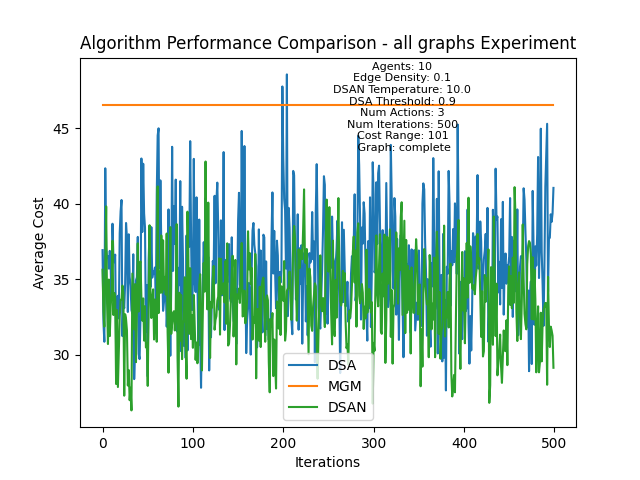 Algorithm Performance Comparison - all graphs Experiment
Agents: 10
Edge Density: 0.1
DSAN Temperature: 10.0
DSA Threshold: 0.9
Num Actions: 3
Num Iterations: 500
Cost Range: 101
Graph: complete
Average Cost
45
40
35
30
DSA
MGM
DSAN
0
100
200
300
400
500
Iterations